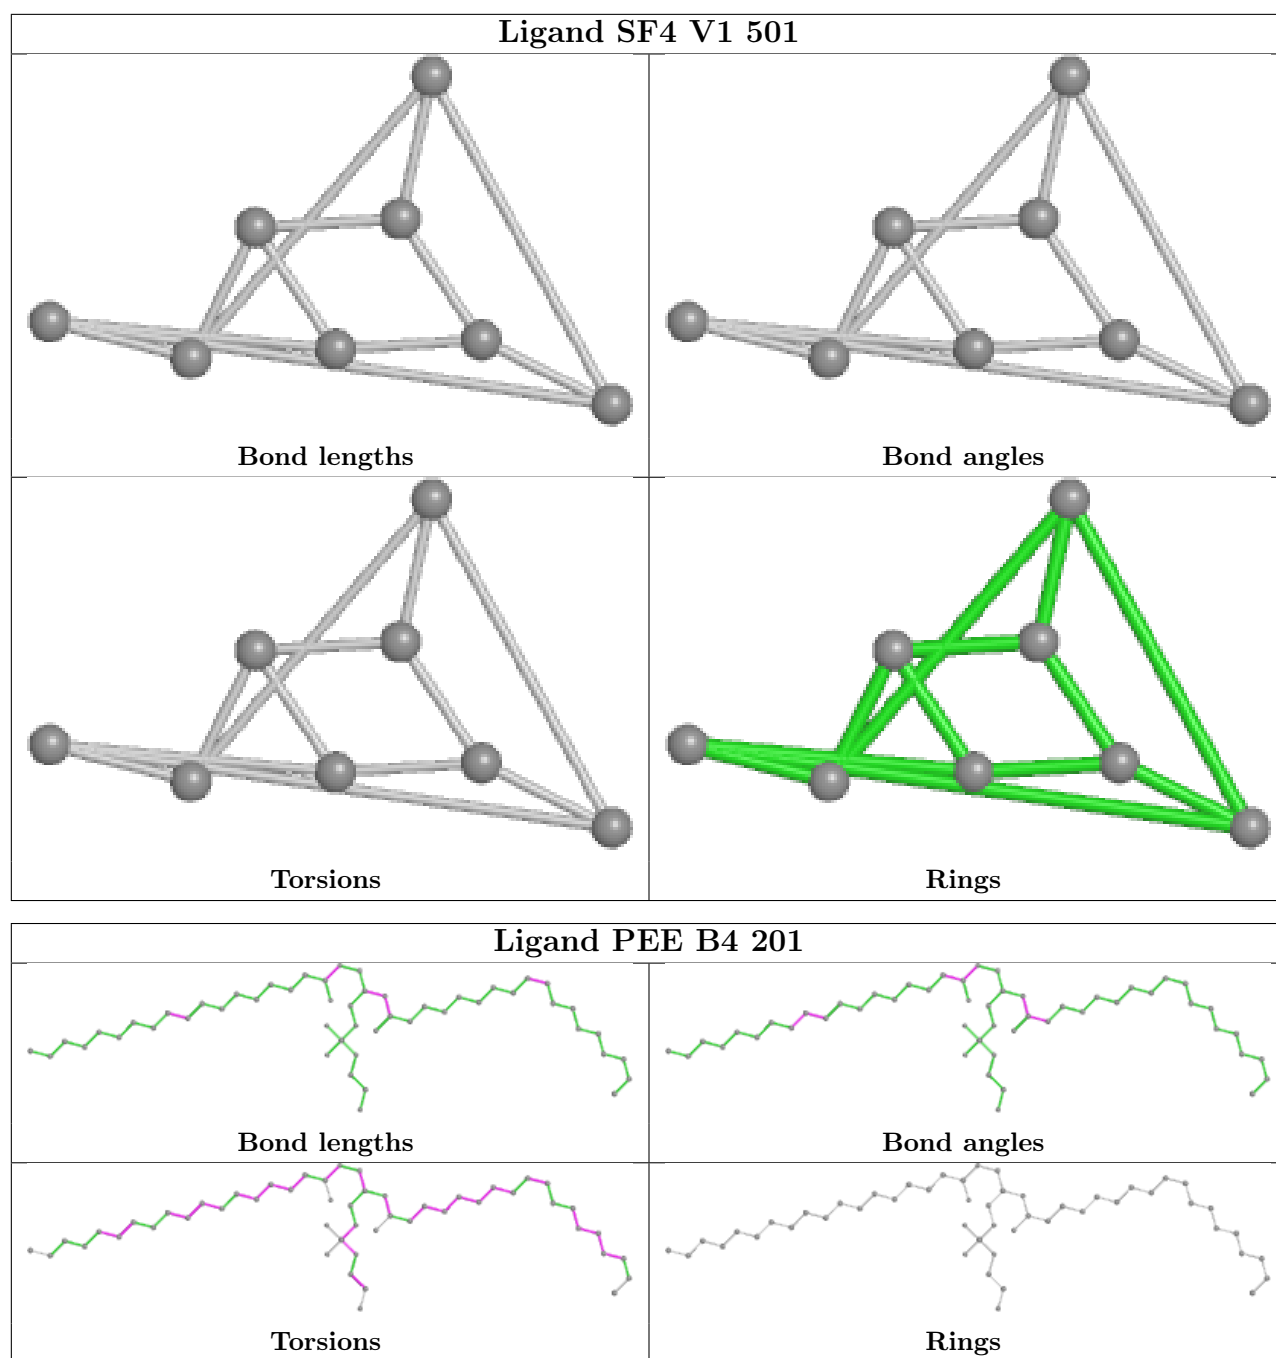 Ligand SF4 V1 501
Bond lengths
Bond angles
Torsions
Rings
Ligand PEE B4 201
Bond lengths
Bond angles
Torsions
Rings